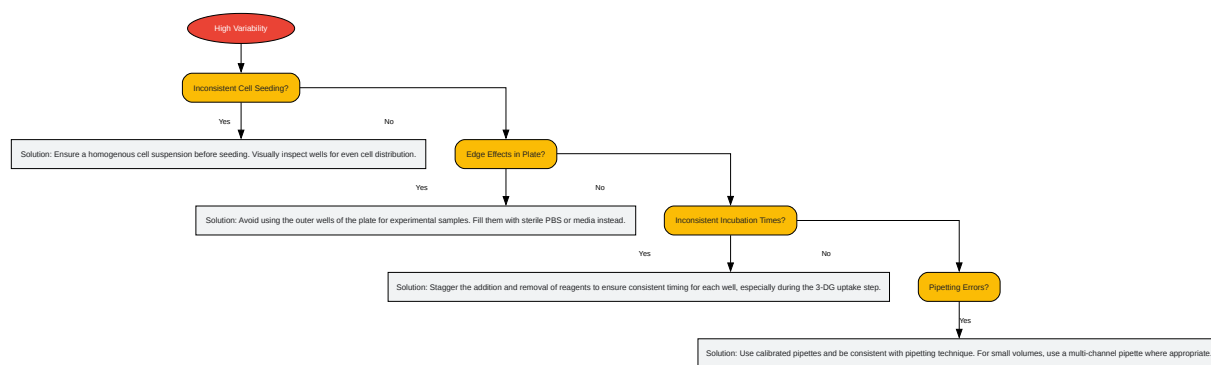 High Variability
Inconsistent Cell Seeding?
Yes
No
Solution: Ensure a homogenous cell suspension before seeding. Visually inspect wells for even cell distribution.
Edge Effects in Plate?
Yes
No
Solution: Avoid using the outer wells of the plate for experimental samples. Fill them with sterile PBS or media instead.
Inconsistent Incubation Times?
Yes
No
Solution: Stagger the addition and removal of reagents to ensure consistent timing for each well, especially during the 3-DG uptake step.
Pipetting Errors?
Yes
Solution: Use calibrated pipettes and be consistent with pipetting technique. For small volumes, use a multi-channel pipette where appropriate.